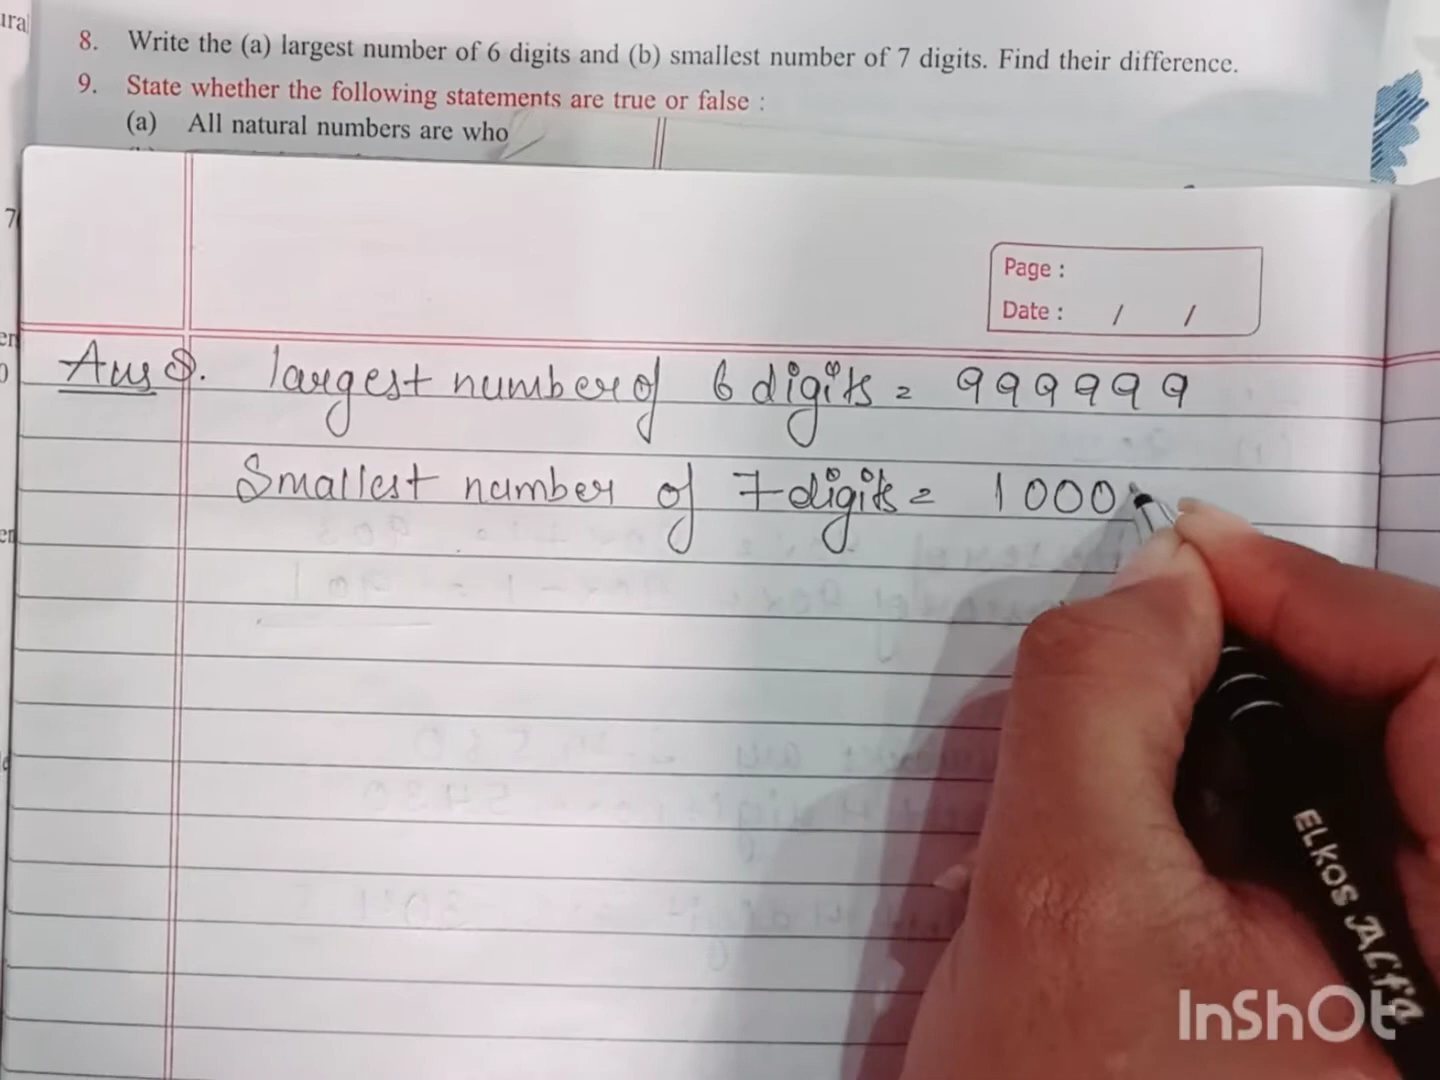 8. Write the (a) largest number of 6 digits and (b) smallest number of 7 digits. Find their difference.
9. State whether the following statements are true or false :
(a) All natural numbers are who
Page :
Date : / /
Ans 8. largest number of 6 digits = 999999
Smallest number of 7 digits = 1000
ELKOS Alfa
InShOt